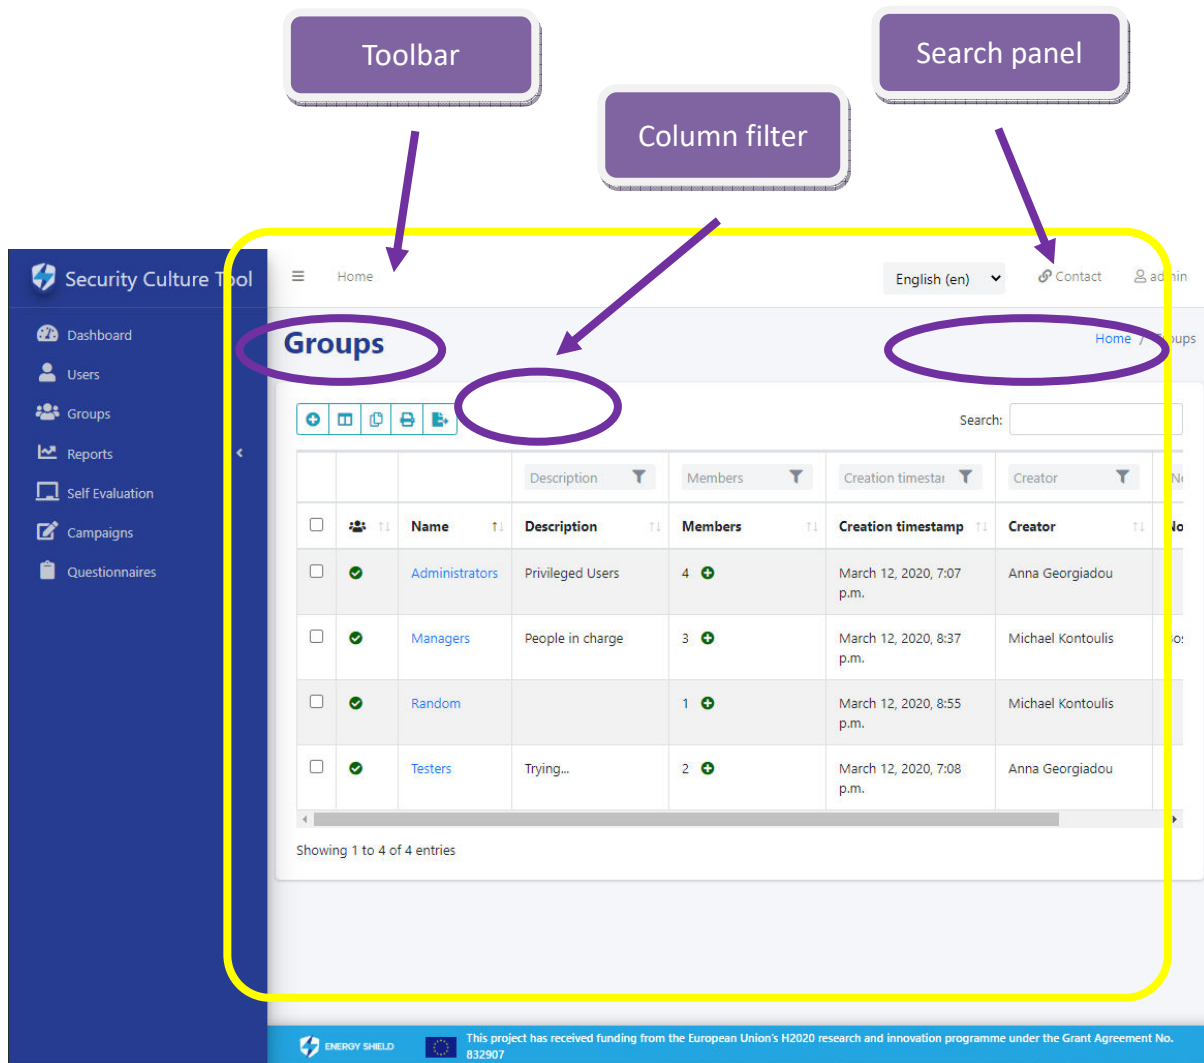 Toolbar
Search panel
Column filter
Security Culture Tool
Home
English (en)
Contact
admin
Dashboard
Users
Groups
Reports
Self Evaluation
Campaigns
Questionnaires
Groups
Home / Groups
Search:
Description Members Creation timestar Creator
Name Description Members Creation timestamp Creator No
Administrators Privileged Users 4 March 12, 2020, 7:07 Anna Georgiadou
p.m.
Managers People in charge 3 March 12, 2020, 8:37 Michael Kontoulis
p.m.
Random 1 March 12, 2020, 8:55 Michael Kontoulis
p.m.
Testers Trying... 2 March 12, 2020, 7:08 Anna Georgiadou
p.m.
Showing 1 to 4 of 4 entries
ENERGY SHIELD
This project has received funding from the European Union's H2020 research and innovation programme under the Grant Agreement No.
832907